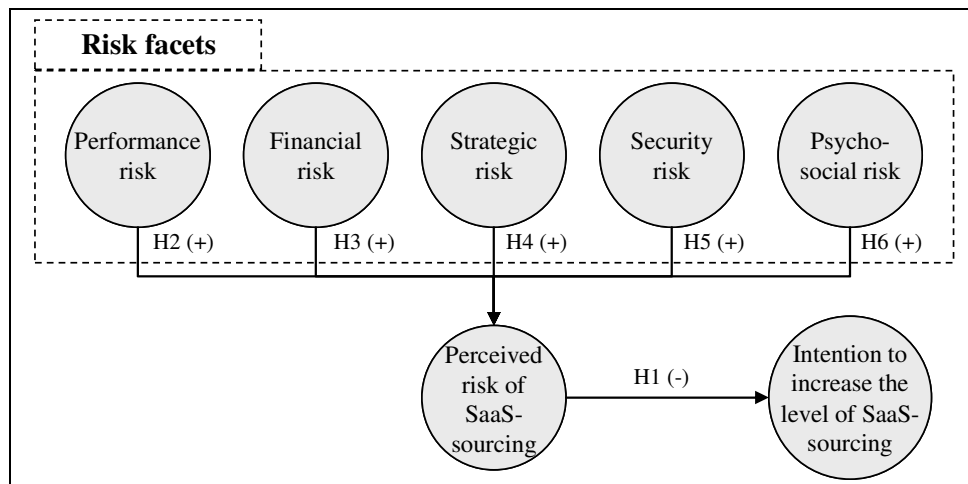 Risk facets
Performance
risk
Financial
risk
Strategic
risk
Security
risk
Psycho-
social risk
H2 (+)
H3 (+)
H4 (+)
H5 (+)
H6 (+)
Perceived
risk of
SaaS-
sourcing
H1 (-)
Intention to
increase the
level of SaaS-
sourcing